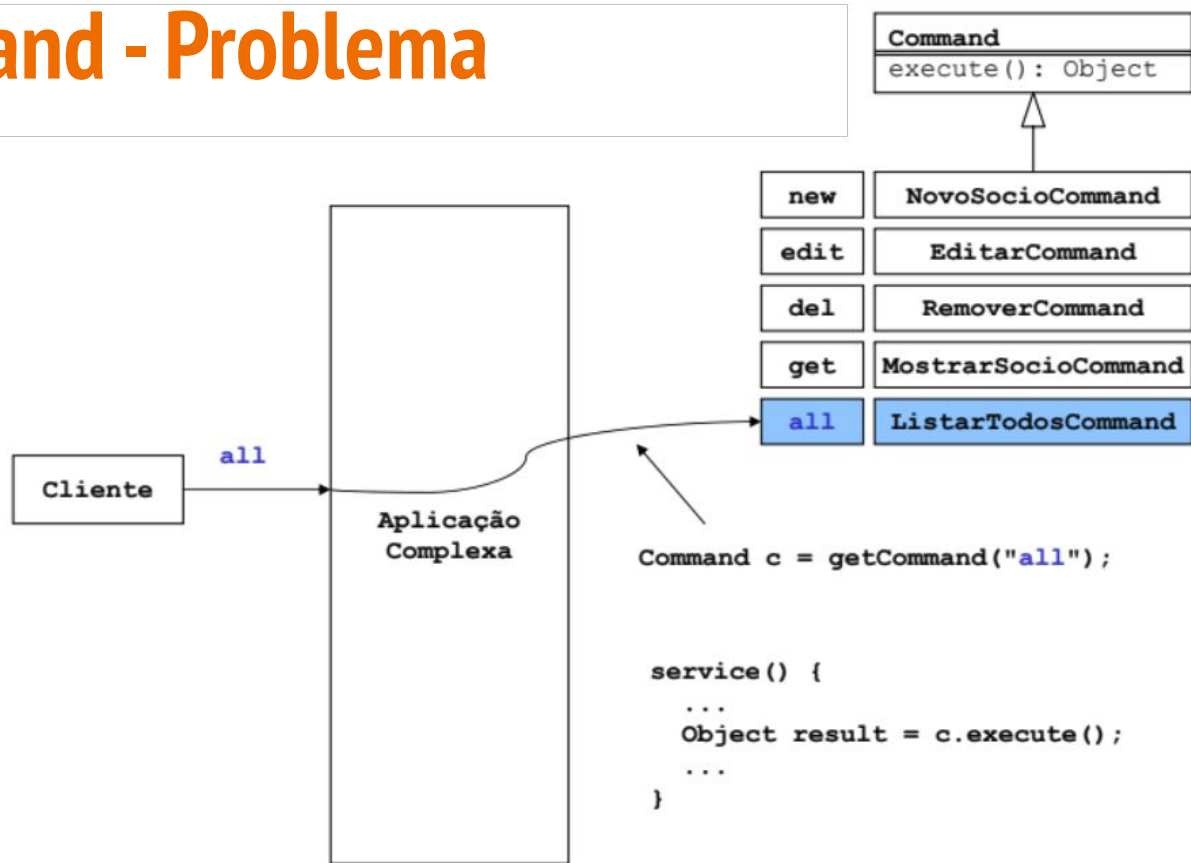 and - Problema
Command
execute(): Object
new NovoSocioCommand
edit EditarCommand
del RemoverCommand
get MostrarSocioCommand
all ListarTodosCommand
all
Cliente
Aplicação
Complexa
Command c = getCommand("all");
service() {
...
Object result = c.execute();
...
}